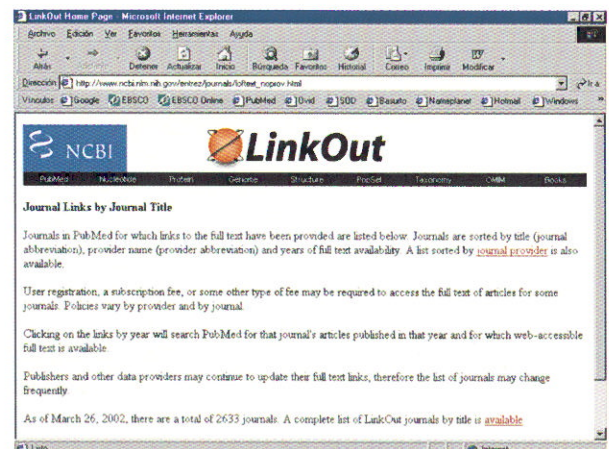 LinkOut Home Page - Microsoft Internet Explorer
Archivo Edición Ver Favoritos Herramientas Ayuda
Atrás Detener Actualizar Inicio Búsqueda Favoritos Historial Correo Imprimir Modificar
Dirección http://www.ncbi.nlm.nih.gov/entrez/journals/loftext_noprov.html Ir a
Vínculos Google EBSCO EBSCO Online PubMed Ovid SOD Basurto Nameplanet Hotmail Windows
NCBI LinkOut
PubMed Nucleotide Protein Genome Structure PopSet Taxonomy OMIM Books
Journal Links by Journal Title
Journals in PubMed for which links to the full text have been provided are listed below. Journals are sorted by title (journal
abbreviation), provider name (provider abbreviation) and years of full text availability. A list sorted by journal provider is also
available.
User registration, a subscription fee, or some other type of fee may be required to access the full text of articles for some
journals. Policies vary by provider and by journal.
Clicking on the links by year will search PubMed for that journal's articles published in that year and for which web-accessible
full text is available.
Publishers and other data providers may continue to update their full text links, therefore the list of journals may change
frequently.
As of March 26, 2002, there are a total of 2633 journals. A complete list of LinkOut journals by title is available
Internet